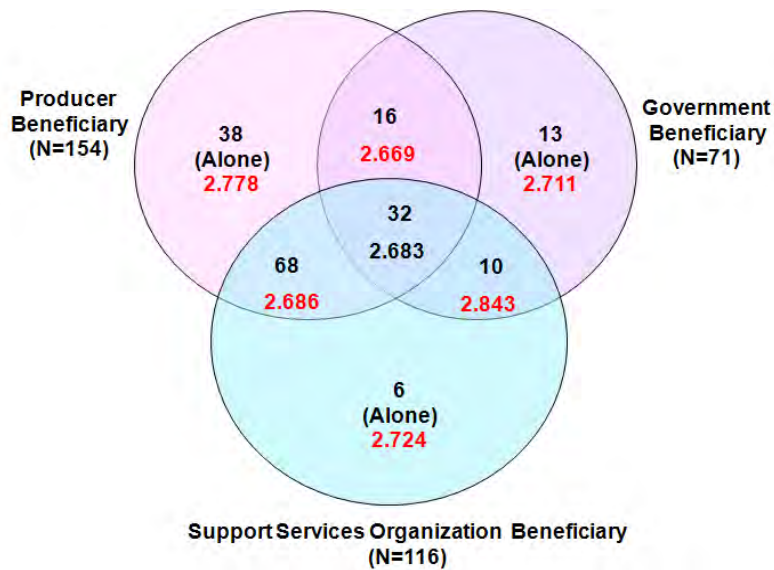 Producer
Beneficiary
(N=154)
38
(Alone)
2.778
16
2.669
13
(Alone)
2.711
Government
Beneficiary
(N=71)
32
2.683
68
2.686
10
2.843
6
(Alone)
2.724
Support Services Organization Beneficiary
(N=116)